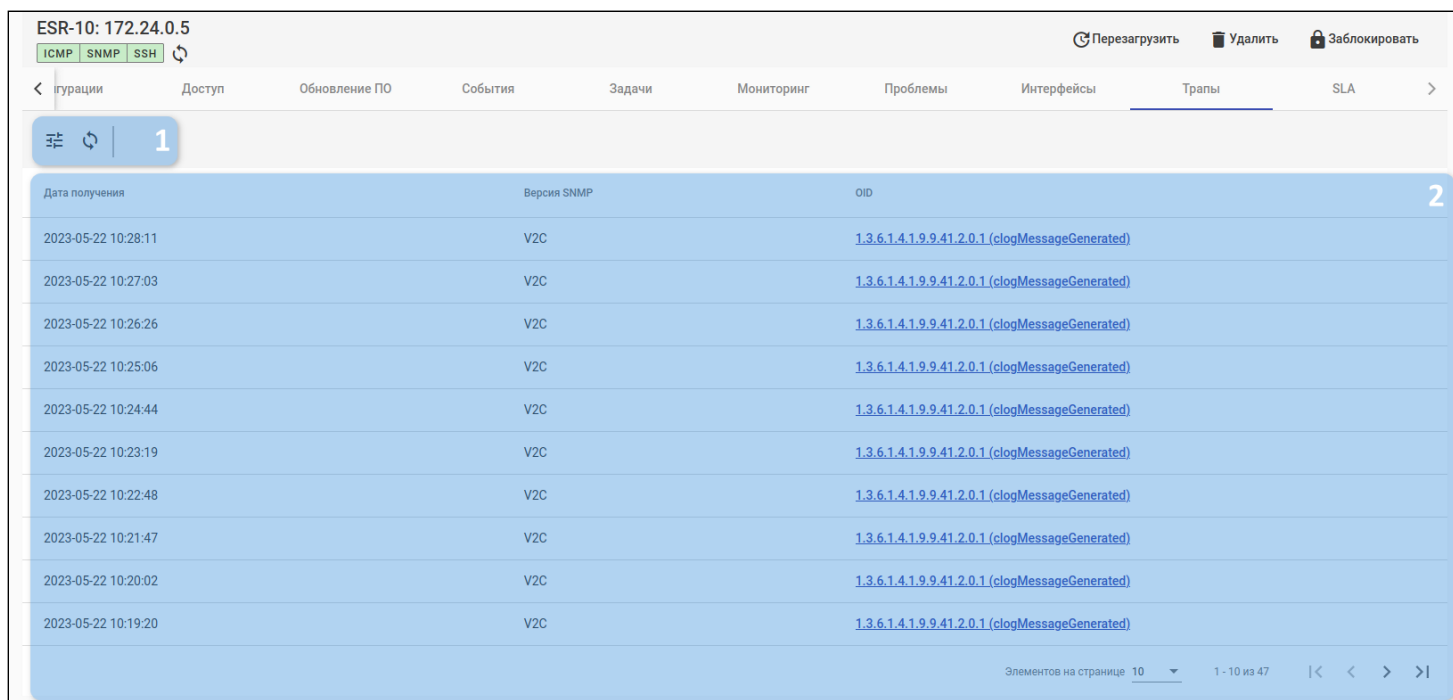 ESR-10: 172.24.0.5
Перезагрузить Удалить Заблокировать
ICMP SNMP SSH
гурации Доступ Обновление ПО События Задачи Мониторинг Проблемы Интерфейсы Трапы SLA
1
Дата получения Версия SNMP OID 2
2023-05-22 10:28:11 V2C 1.3.6.1.4.1.9.9.41.2.0.1 (clogMessageGenerated)
2023-05-22 10:27:03 V2C 1.3.6.1.4.1.9.9.41.2.0.1 (clogMessageGenerated)
2023-05-22 10:26:26 V2C 1.3.6.1.4.1.9.9.41.2.0.1 (clogMessageGenerated)
2023-05-22 10:25:06 V2C 1.3.6.1.4.1.9.9.41.2.0.1 (clogMessageGenerated)
2023-05-22 10:24:44 V2C 1.3.6.1.4.1.9.9.41.2.0.1 (clogMessageGenerated)
2023-05-22 10:23:19 V2C 1.3.6.1.4.1.9.9.41.2.0.1 (clogMessageGenerated)
2023-05-22 10:22:48 V2C 1.3.6.1.4.1.9.9.41.2.0.1 (clogMessageGenerated)
2023-05-22 10:21:47 V2C 1.3.6.1.4.1.9.9.41.2.0.1 (clogMessageGenerated)
2023-05-22 10:20:02 V2C 1.3.6.1.4.1.9.9.41.2.0.1 (clogMessageGenerated)
2023-05-22 10:19:20 V2C 1.3.6.1.4.1.9.9.41.2.0.1 (clogMessageGenerated)
Элементов на странице 10 1 - 10 из 47